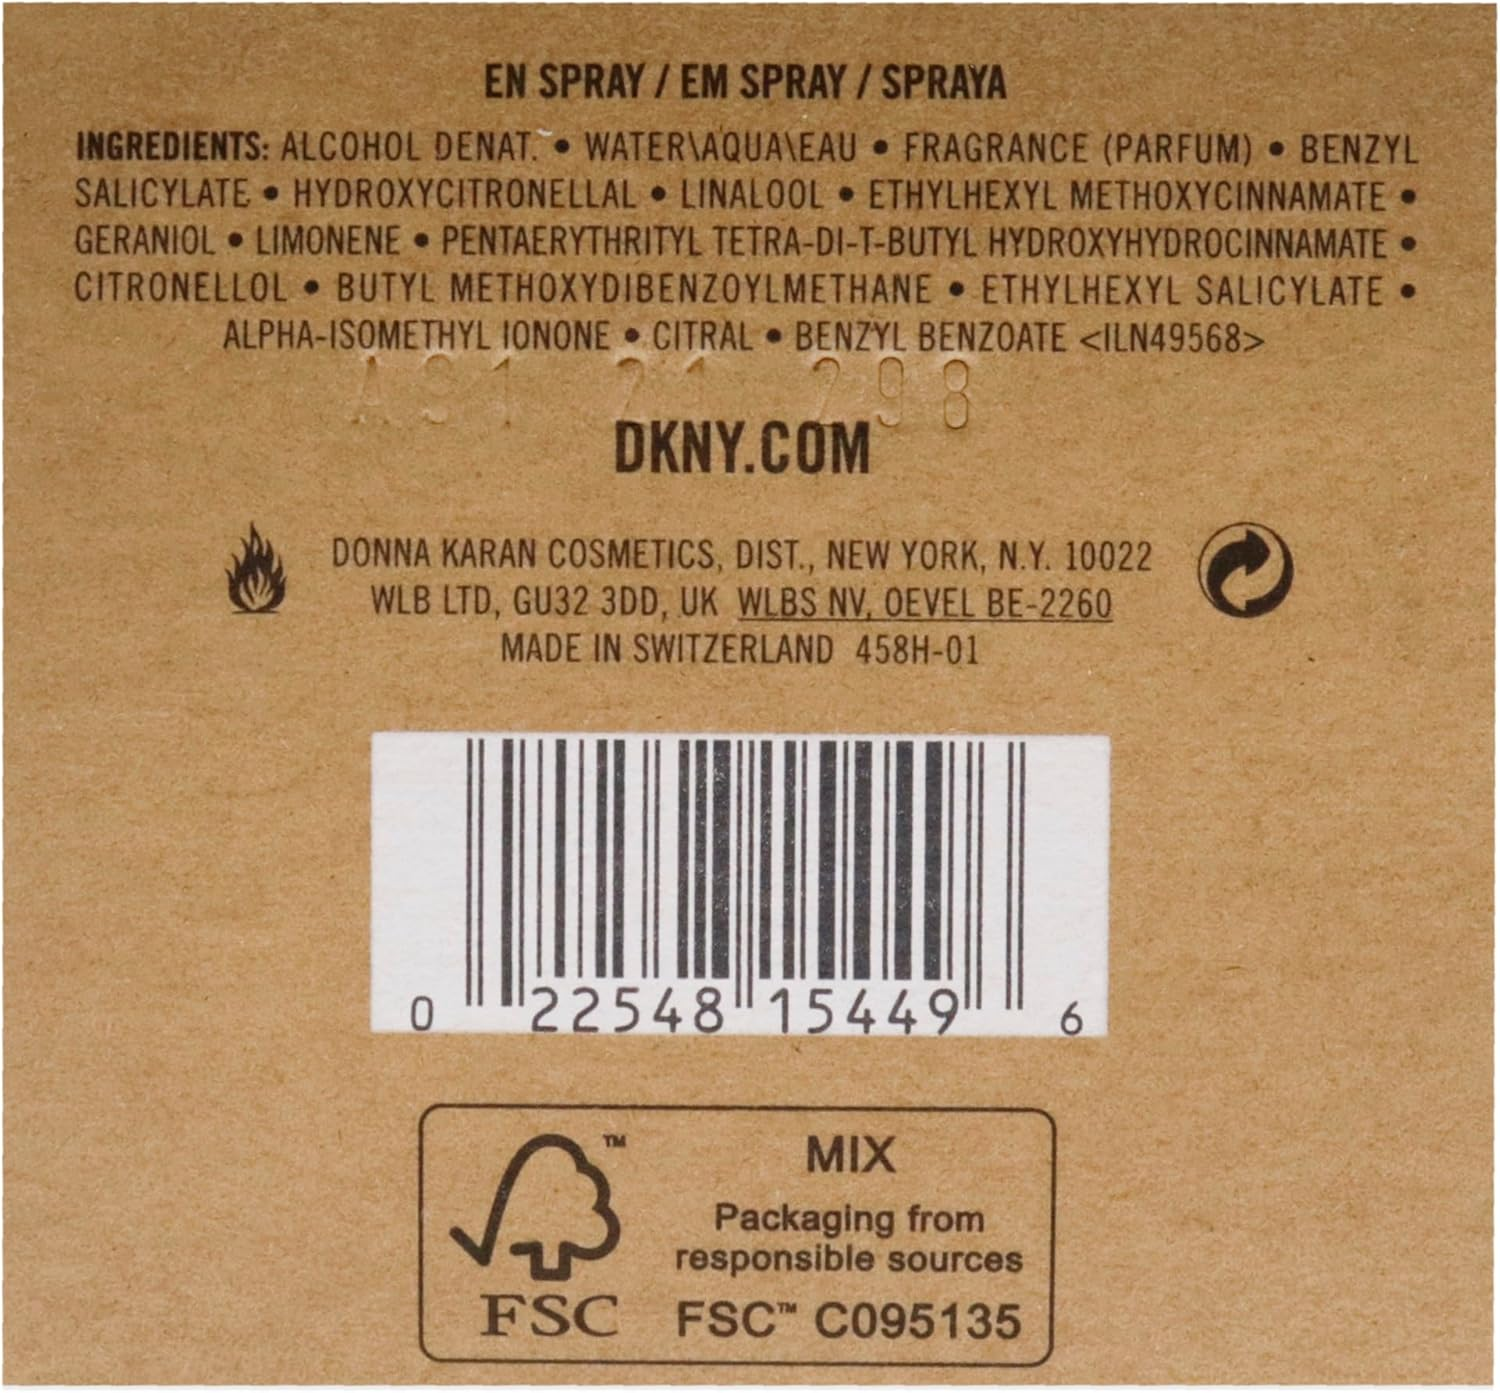 EN SPRAY / EM SPRAY / SPRAYA
INGREDIENTS: ALCOHOL DENAT. • WATER\AQUA\EAU • FRAGRANCE (PARFUM) • BENZYL
SALICYLATE • HYDROXYCITRONELLAL • LINALOOL • ETHYLHEXYL METHOXYCINNAMATE •
GERANIOL • LIMONENE • PENTAERYTHRITYL TETRA-DI-T-BUTYL HYDROXYHYDROCINNAMATE •
CITRONELLOL • BUTYL METHOXYDIBENZOYLMETHANE • ETHYLHEXYL SALICYLATE •
ALPHA-ISOMETHYL IONONE • CITRAL • BENZYL BENZOATE <ILN49568>
21 298
DKNY.COM
DONNA KARAN COSMETICS, DIST., NEW YORK, N.Y. 10022
WLB LTD, GU32 3DD, UK WLBS NV, OEVEL BE-2260
MADE IN SWITZERLAND 458H-01
0 22548 15449 6
TM
MIX
Packaging from
responsible sources
FSC
FSC™ C095135